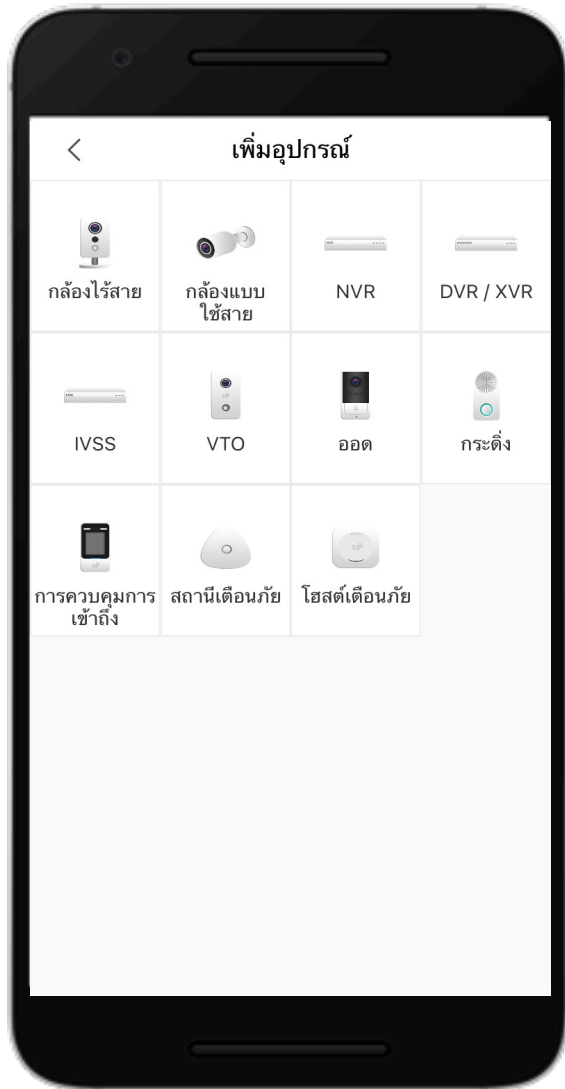 เพิ่มอุปกรณ์
กล้องไร้สาย
กล้องแบบ
ใช้สาย
NVR
DVR / XVR
IVSS
VTO
ออด
กระดิ่ง
การควบคุมการ
เข้าถึง
สถานีเตือนภัย
โฮสต์เตือนภัย